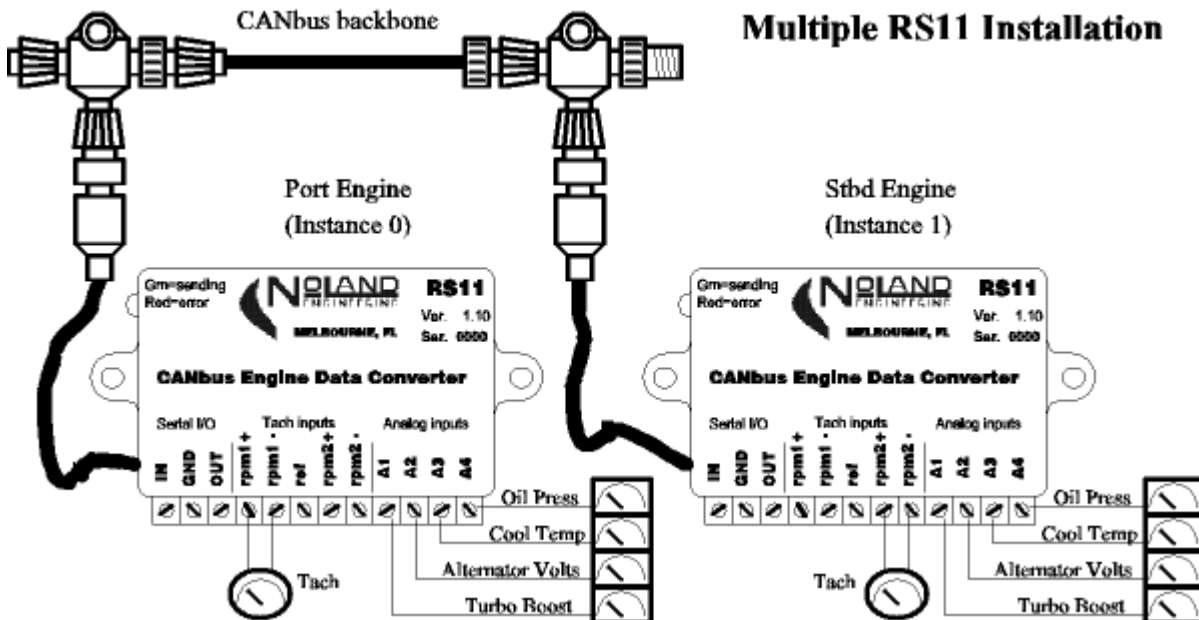 CANbus backbone
Multiple RS11 Installation
Port Engine
(Instance 0)
Stbd Engine
(Instance 1)
Grn=sending
Red=error
NOLAND
ENGINEERING
MELBOURNE, FL
RS11
Ver. 1.10
Ser. 0000
CANbus Engine Data Converter
Serial I/O
Tach inputs
Analog inputs
IN
GND
OUT
rpm1+
rpm1-
ref
rpm2+
rpm2-
A1
A2
A3
A4
Oil Press
Cool Temp
Alternator Volts
Turbo Boost
Tach
Grn=sending
Red=error
NOLAND
ENGINEERING
MELBOURNE, FL
RS11
Ver. 1.10
Ser. 0000
CANbus Engine Data Converter
Serial I/O
Tach inputs
Analog inputs
IN
GND
OUT
rpm1+
rpm1-
ref
rpm2+
rpm2-
A1
A2
A3
A4
Oil Press
Cool Temp
Alternator Volts
Turbo Boost
Tach